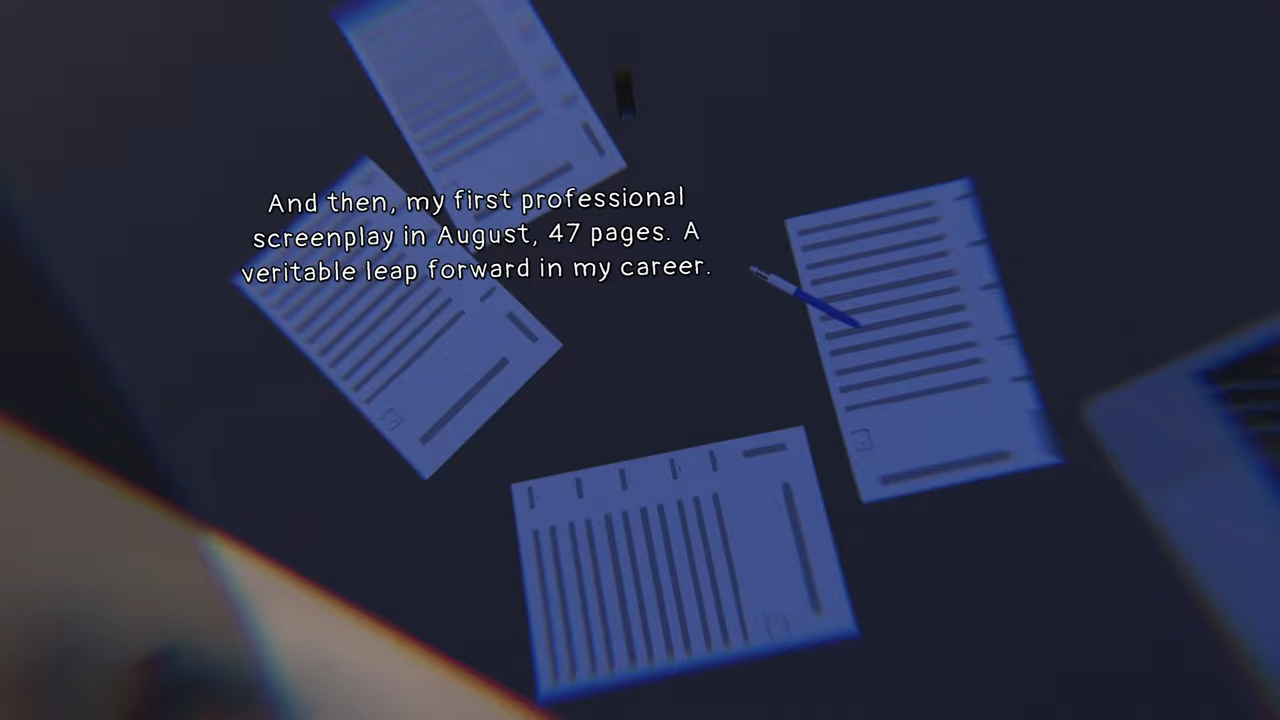 And then, my first professional
screenplay in August, 47 pages. A
veritable leap forward in my career.